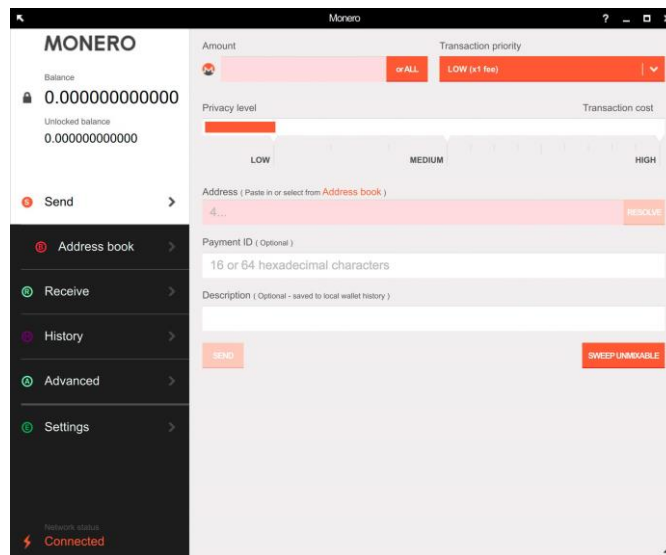 Monero
?
MONERO
Balance
0.000000000000
Unlocked balance
0.000000000000
S Send
Address book
R Receive
History
A Advanced
E Settings
Network status
Connected
Amount
Transaction priority
or ALL
LOW (x1 fee)
Privacy level
Transaction cost
LOW
MEDIUM
HIGH
Address ( Paste in or select from Address book )
4...
RESOLVE
Payment ID ( Optional )
16 or 64 hexadecimal characters
Description ( Optional - saved to local wallet history )
SEND
SWEEP UNMIXABLE